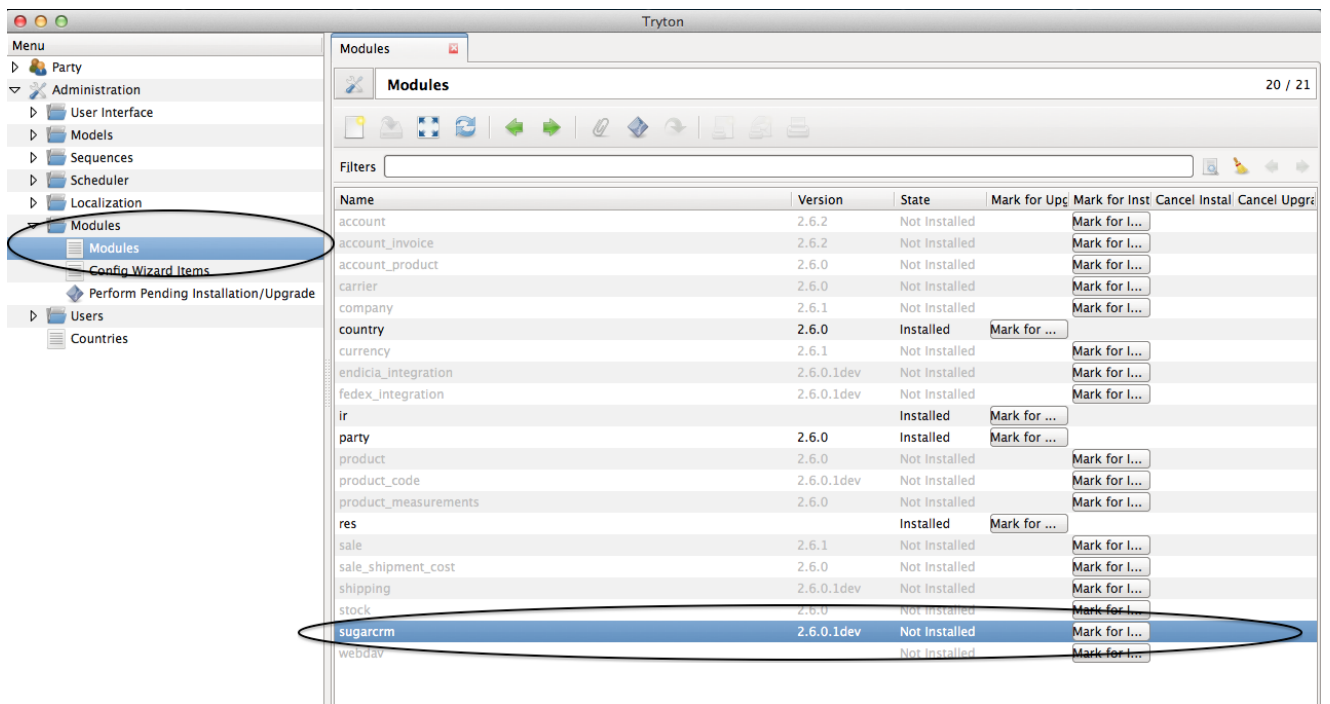 Tryton
Menu
Party
Administration
User Interface
Models
Sequences
Scheduler
Localization
Modules
Modules
Config Wizard Items
Perform Pending Installation/Upgrade
Users
Countries
Modules
Modules 20 / 21
Filters
Name Version State Mark for Upg Mark for Inst Cancel Instal Cancel Upgra
account 2.6.2 Not Installed Mark for I...
account_invoice 2.6.2 Not Installed Mark for I...
account_product 2.6.0 Not Installed Mark for I...
carrier 2.6.0 Not Installed Mark for I...
company 2.6.1 Not Installed Mark for I...
country 2.6.0 Installed Mark for ...
currency 2.6.1 Not Installed Mark for I...
endicia_integration 2.6.0.1dev Not Installed Mark for I...
fedex_integration 2.6.0.1dev Not Installed Mark for I...
ir Installed Mark for ...
party 2.6.0 Installed Mark for ...
product 2.6.0 Not Installed Mark for I...
product_code 2.6.0.1dev Not Installed Mark for I...
product_measurements 2.6.0 Not Installed Mark for I...
res Installed Mark for ...
sale 2.6.1 Not Installed Mark for I...
sale_shipment_cost 2.6.0 Not Installed Mark for I...
shipping 2.6.0.1dev Not Installed Mark for I...
stock 2.6.0 Not Installed Mark for I...
sugarcrm 2.6.0.1dev Not Installed Mark for I...
webdav Not Installed Mark for I...